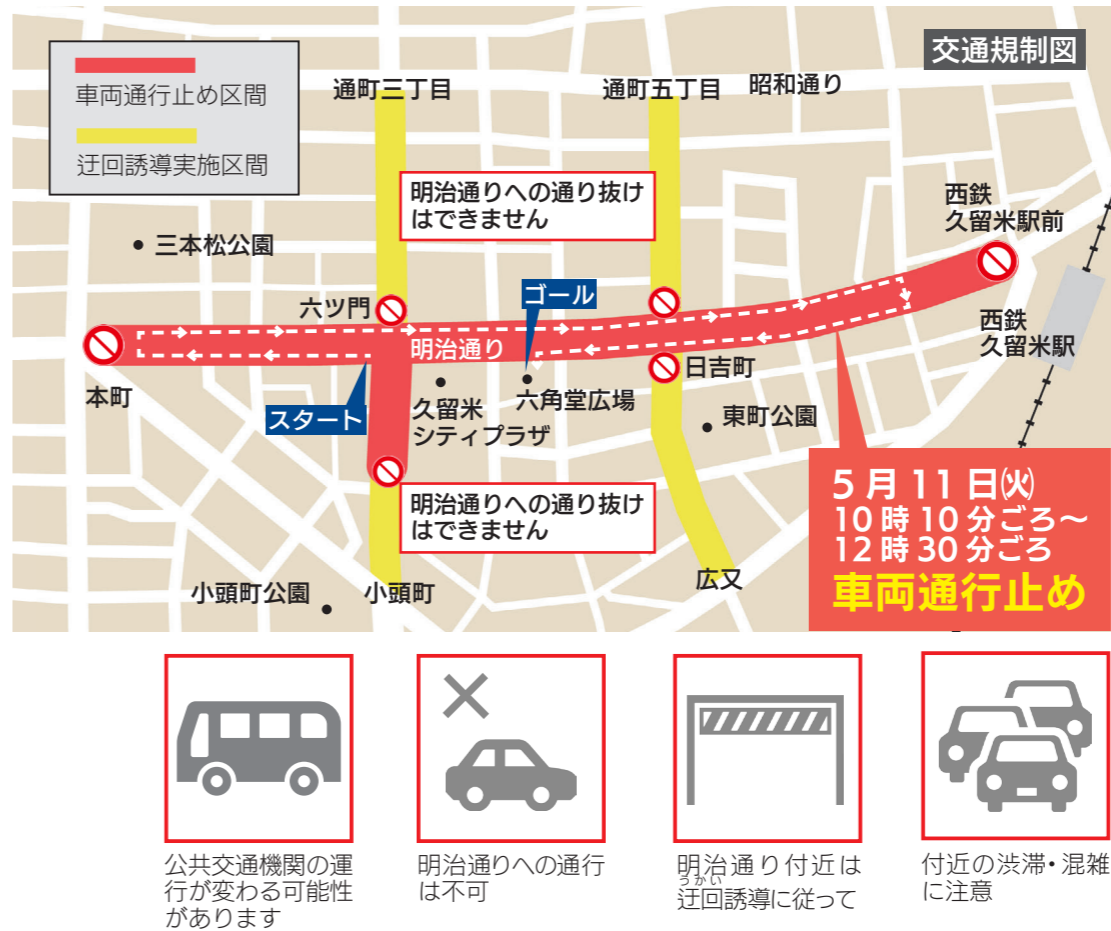 交通規制図
車両通行止め区間
迂回誘導実施区間
通町三丁目
通町五丁目
昭和通り
明治通りへの通り抜け
はできません
西鉄
久留米駅前
三本松公園
六ツ門
ゴール
明治通り
西鉄
久留米駅
本町
スタート
久留米
シティプラザ
六角堂広場
日吉町
東町公園
明治通りへの通り抜け
はできません
5月11日㈫
10時10分ごろ〜
12時30分ごろ
車両通行止め
小頭町公園
小頭町
広又
公共交通機関の運
行が変わる可能性
があります
明治通りへの通行
は不可
明治通り付近は
うかい
迂回誘導に従って
付近の渋滞・混雑
に注意